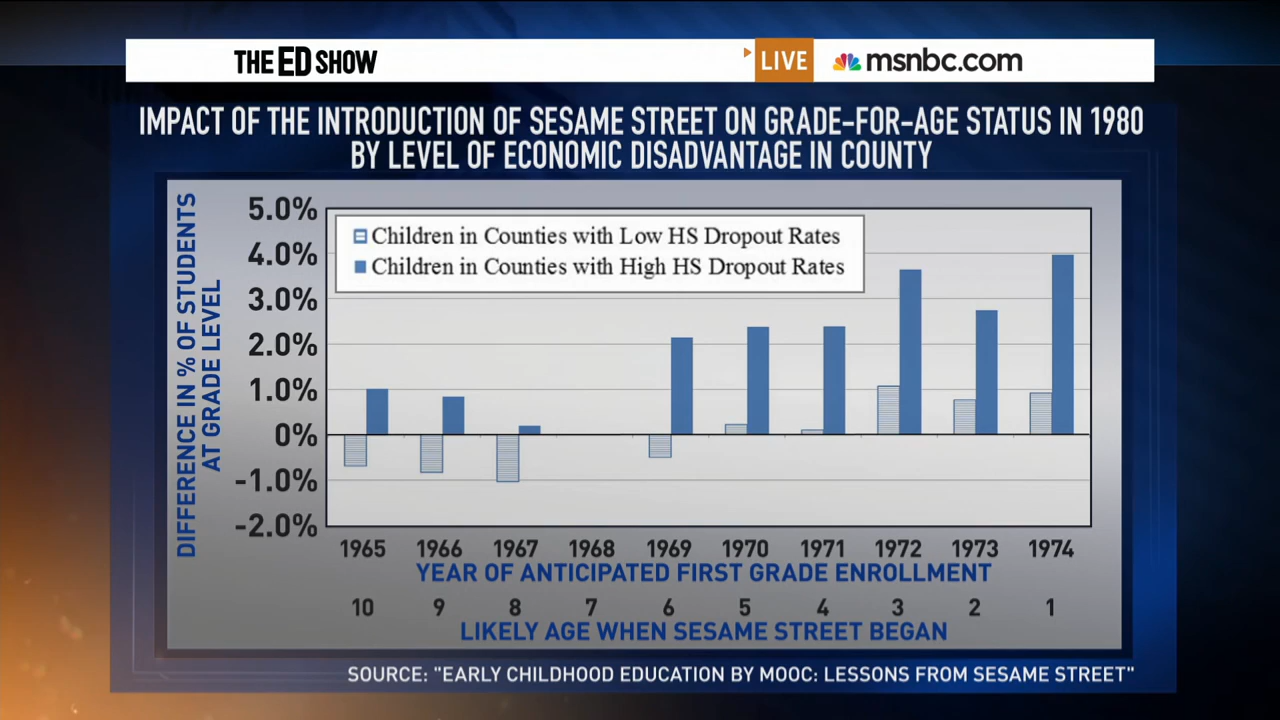 THE ED SHOW
LIVE
msnbc.com
IMPACT OF THE INTRODUCTION OF SESAME STREET ON GRADE-FOR-AGE STATUS IN 1980
BY LEVEL OF ECONOMIC DISADVANTAGE IN COUNTY
DIFFERENCE IN % OF STUDENTS
AT GRADE LEVEL
5.0%
4.0%
3.0%
2.0%
1.0%
0%
-1.0%
-2.0%
Children in Counties with Low HS Dropout Rates
Children in Counties with High HS Dropout Rates
1965 1966 1967 1968 1969 1970 1971 1972 1973 1974
YEAR OF ANTICIPATED FIRST GRADE ENROLLMENT
10 9 8 7 6 5 4 3 2 1
LIKELY AGE WHEN SESAME STREET BEGAN
SOURCE: "EARLY CHILDHOOD EDUCATION BY MOOC: LESSONS FROM SESAME STREET"